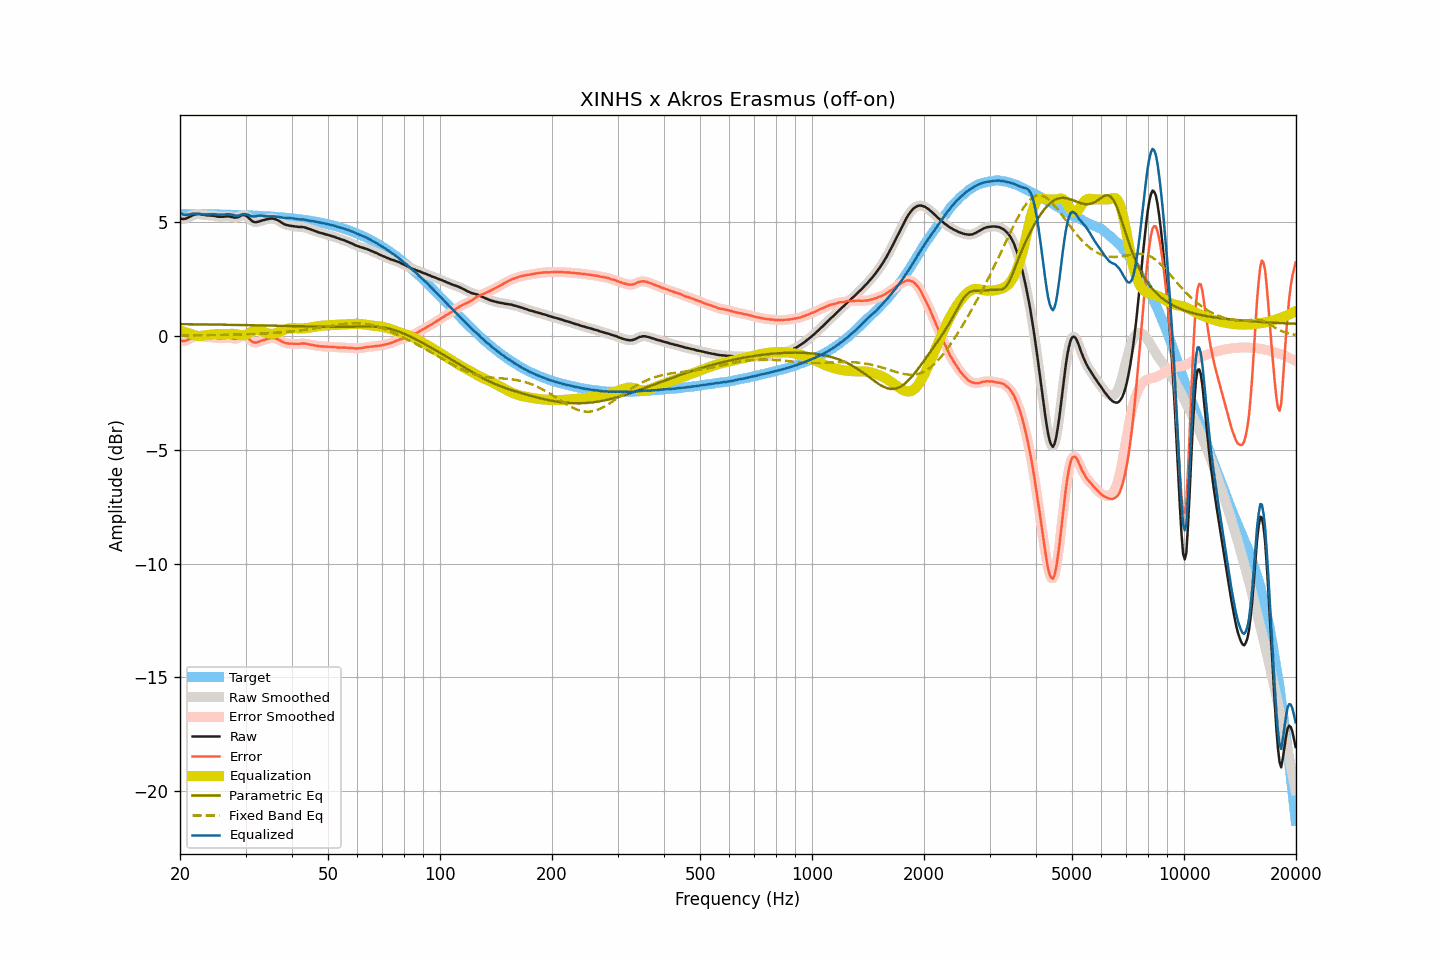 XINHS x Akros Erasmus (off-on)
Amplitude (dBr)
5
0
−5
−10
−15
−20
Target
Raw Smoothed
Error Smoothed
Raw
Error
Equalization
Parametric Eq
Fixed Band Eq
Equalized
20 50 100 200 500 1000 2000 5000 10000 20000
Frequency (Hz)